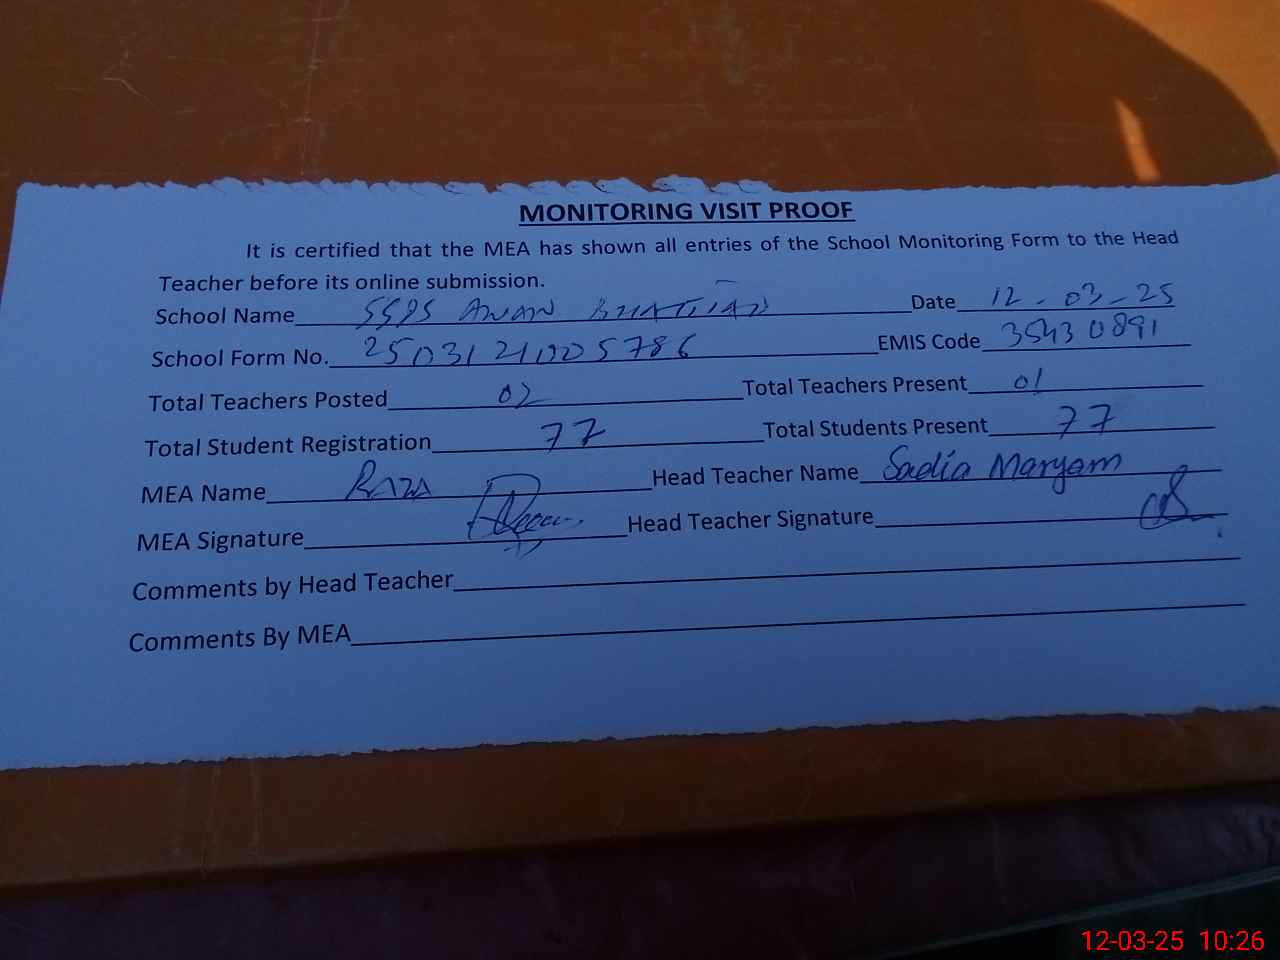 MONITORING VISIT PROOF
It is certified that the MEA has shown all entries of the School Monitoring Form to the Head
Teacher before its online submission.
School Name SSPS AWAN BHATTIAN Date 12-03-25
School Form No. 2503121005786 EMIS Code 35430891
Total Teachers Posted 02 Total Teachers Present 01
Total Student Registration 77 Total Students Present 77
MEA Name RAZA Head Teacher Name Sadia Maryam
MEA Signature Head Teacher Signature
Comments by Head Teacher
Comments By MEA
12-03-25 10:26